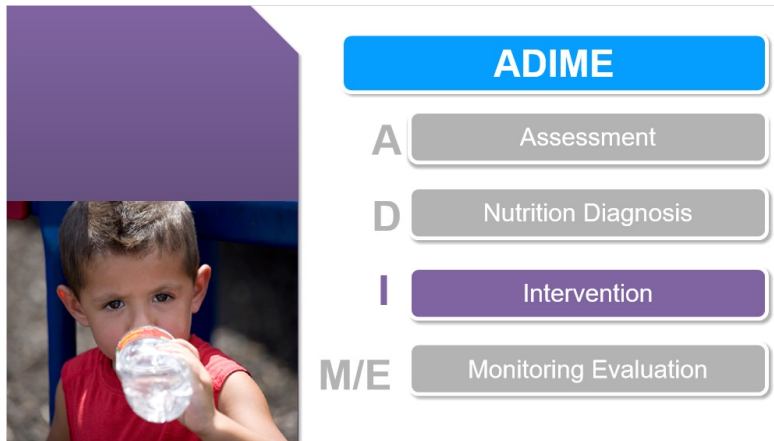 ADIME
A Assessment
D Nutrition Diagnosis
I Intervention
M/E Monitoring Evaluation